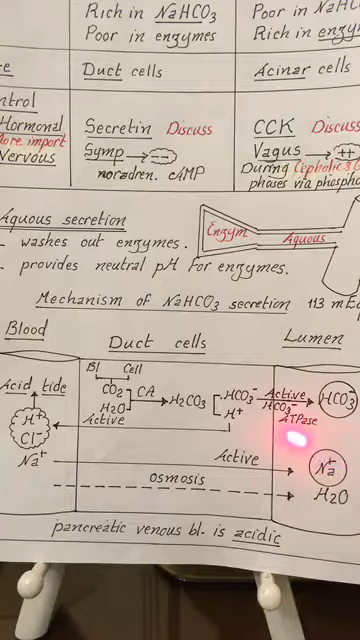 Rich in NaHCO3
Poor in enzymes
Poor in NaHCO
Rich in enzym
Duct cells
Acinar cells
ntrol
Hormonal
More import
Nervous
Secretin Discuss
Symp → --
noradren. cAMP
CCK Discuss
Vagus → ++
During Cepholic & G
phases via phospho
Aquous secretion
- washes out enzymes.
- provides neutral pH for enzymes.
Enzym
Aquous
Mechanism of NaHCO3 secretion 113 mEq
Blood
Duct cells
Lumen
Acid tide
H+
Cl-
Na+
Bl Cell
CO2
H2O
CA
H2CO3
HCO3-
H+
Active
HCO3-
ATPase
HCO3
Active
Active
Na+
osmosis
H2O
pancreatic venous bl. is acidic